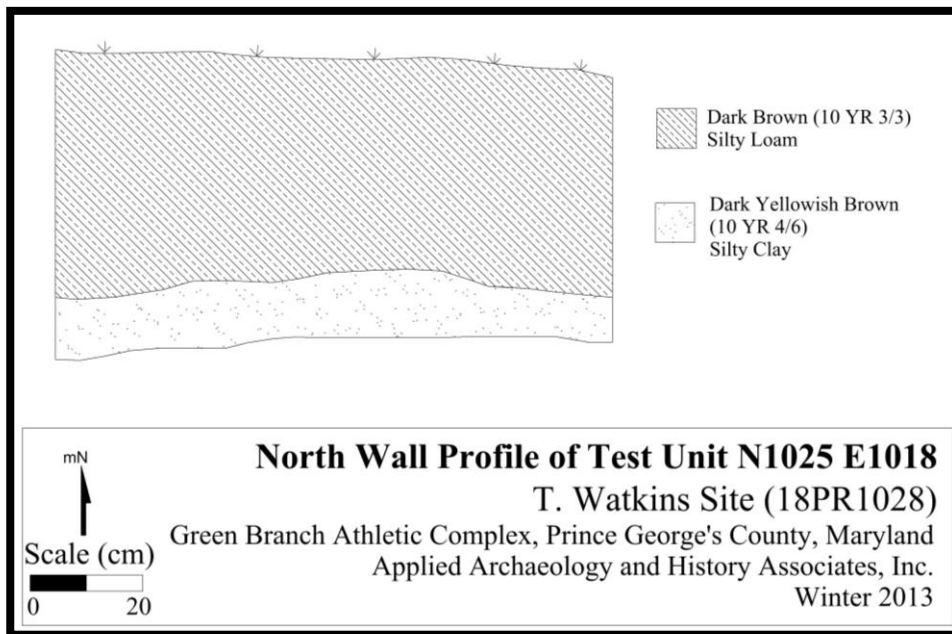 Dark Brown (10 YR 3/3)
Silty Loam
Dark Yellowish Brown
(10 YR 4/6)
Silty Clay
mN
Scale (cm)
0 20
North Wall Profile of Test Unit N1025 E1018
T. Watkins Site (18PR1028)
Green Branch Athletic Complex, Prince George's County, Maryland
Applied Archaeology and History Associates, Inc.
Winter 2013